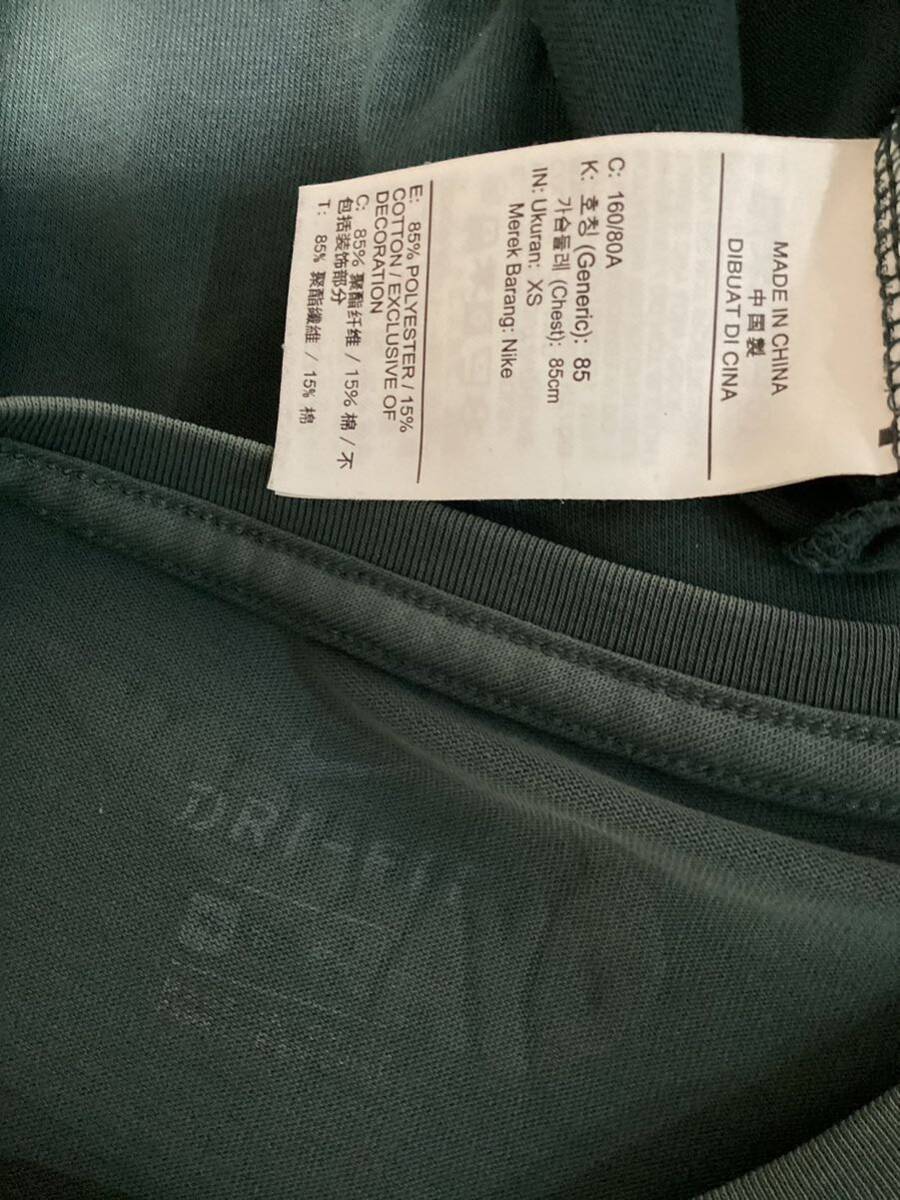 MADE IN CHINA
中国製
DIBUAT DI CINA
C: 160/80A
K: 호칭 (Generic): 85
가슴둘레 (Chest): 85cm
IN: Ukuran: XS
Merek Barang: Nike
E: 85% POLYESTER / 15%
COTTON / EXCLUSIVE OF
DECORATION
C: 85% 聚酯纤维 / 15% 棉 / 不
包括装饰部分
T: 85% 聚酯纖維 / 15% 棉
DRI-FIT